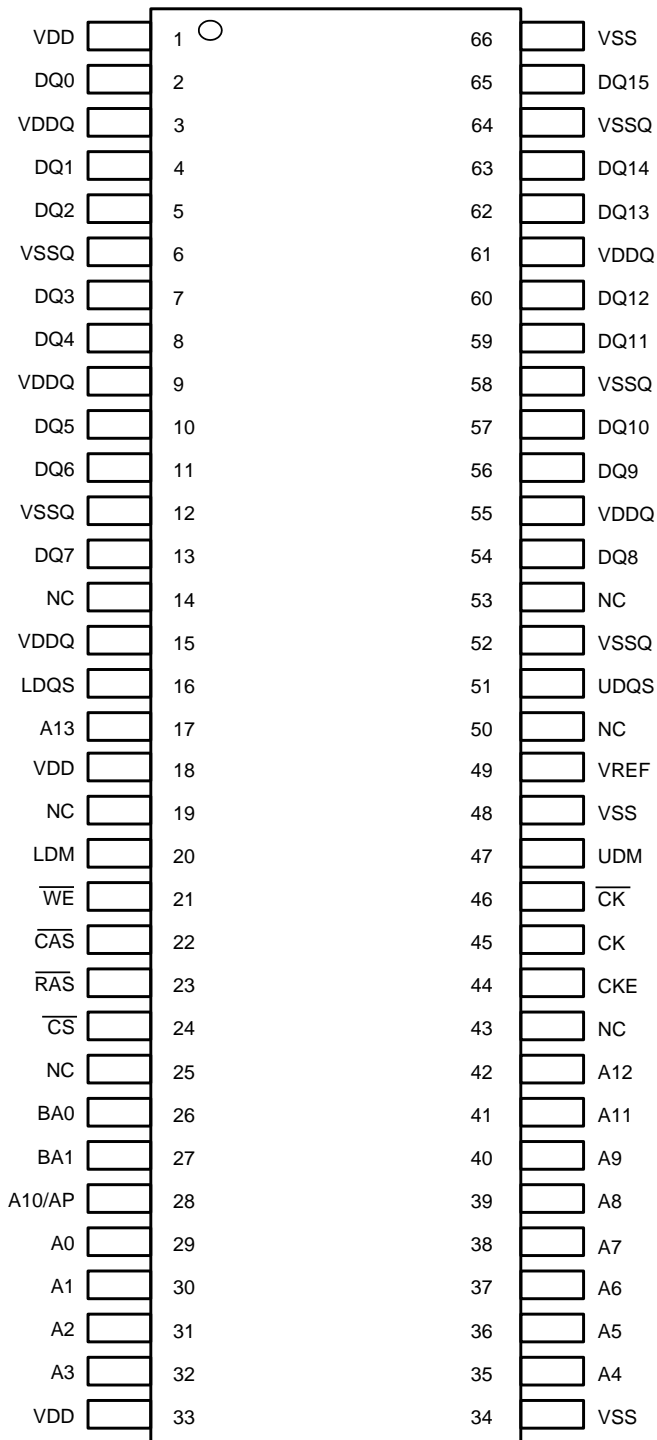 VDD 1 66 VSS
DQ0 2 65 DQ15
VDDQ 3 64 VSSQ
DQ1 4 63 DQ14
DQ2 5 62 DQ13
VSSQ 6 61 VDDQ
DQ3 7 60 DQ12
DQ4 8 59 DQ11
VDDQ 9 58 VSSQ
DQ5 10 57 DQ10
DQ6 11 56 DQ9
VSSQ 12 55 VDDQ
DQ7 13 54 DQ8
NC 14 53 NC
VDDQ 15 52 VSSQ
LDQS 16 51 UDQS
A13 17 50 NC
VDD 18 49 VREF
NC 19 48 VSS
LDM 20 47 UDM
W̅E̅ 21 46 C̅K̅
C̅A̅S̅ 22 45 CK
R̅A̅S̅ 23 44 CKE
C̅S̅ 24 43 NC
NC 25 42 A12
BA0 26 41 A11
BA1 27 40 A9
A10/AP 28 39 A8
A0 29 38 A7
A1 30 37 A6
A2 31 36 A5
A3 32 35 A4
VDD 33 34 VSS